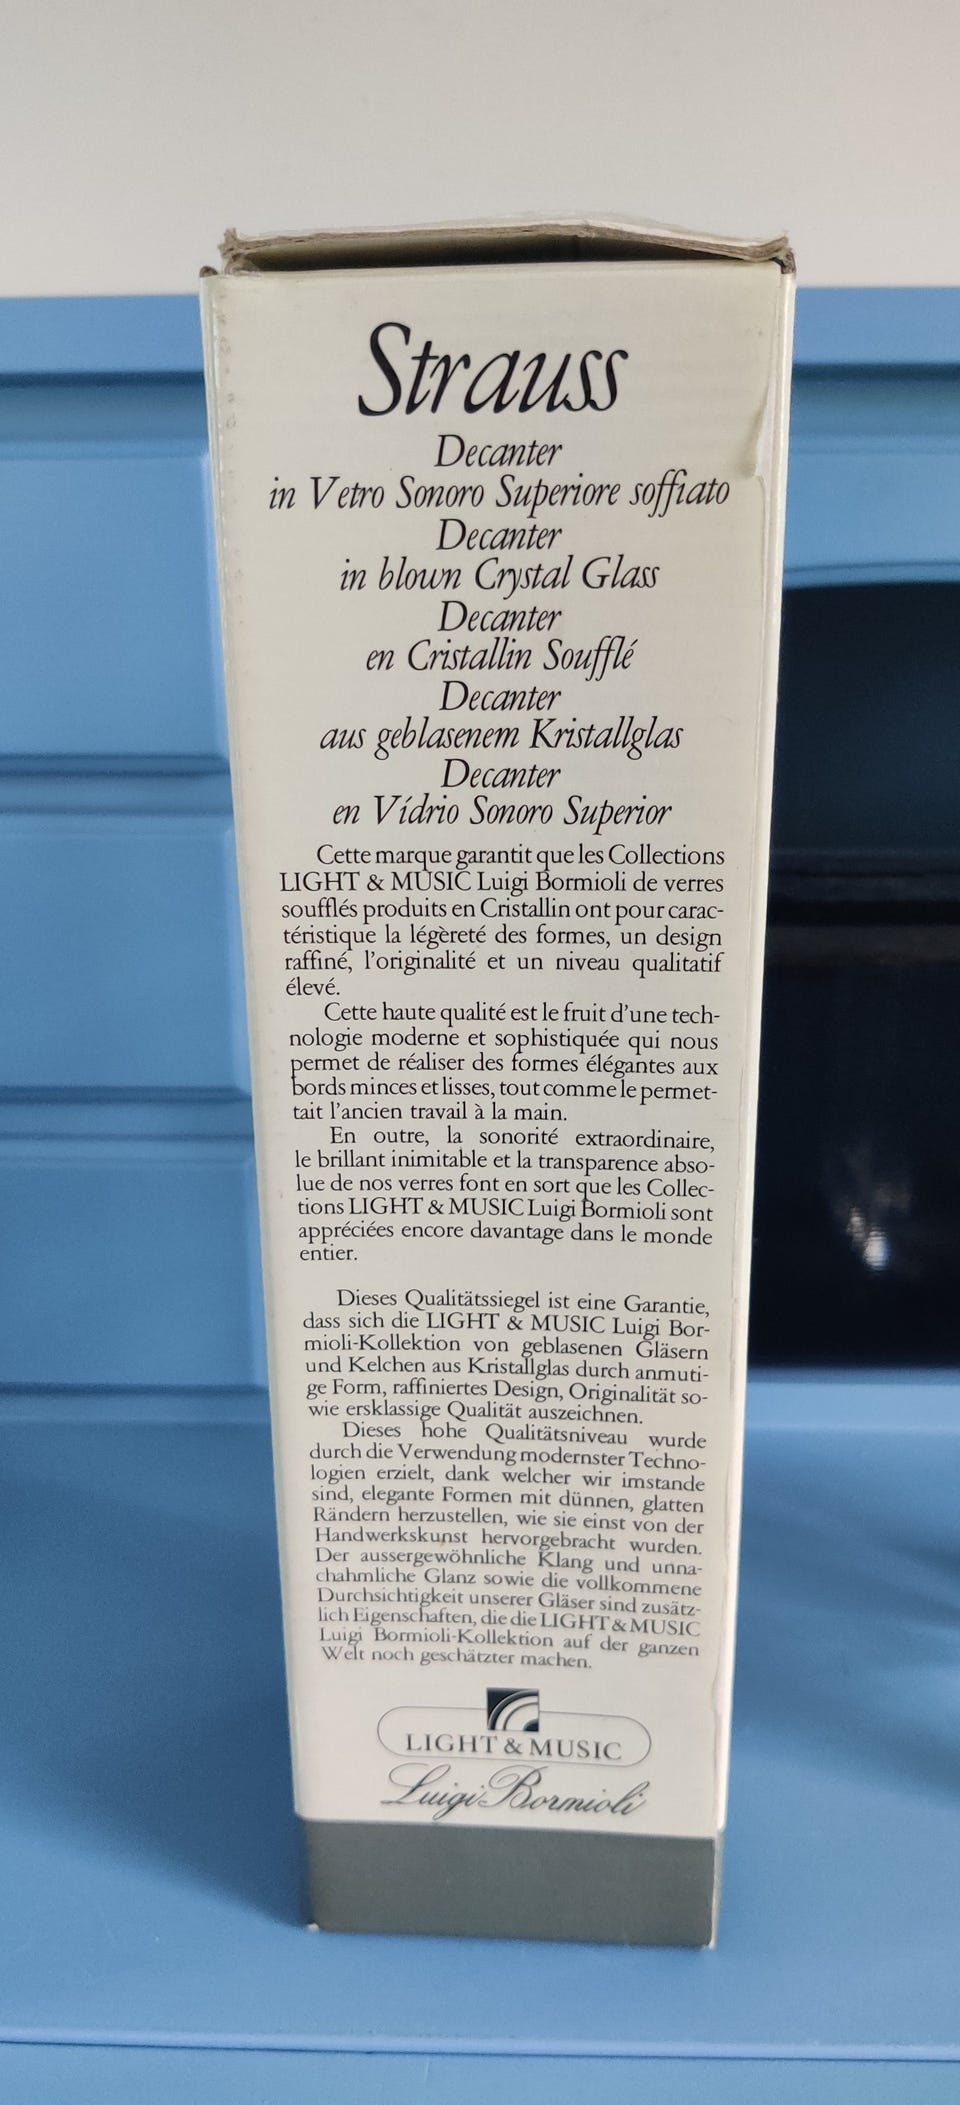 Strauss
Decanter
in Vetro Sonoro Superiore soffiato
Decanter
in blown Crystal Glass
Decanter
en Cristallin Soufflé
Decanter
aus geblasenem Kristallglas
Decanter
en Vídrio Sonoro Superior
Cette marque garantit que les Collections
LIGHT & MUSIC Luigi Bormioli de verres
soufflés produits en Cristallin ont pour carac-
téristique la légèreté des formes, un design
raffiné, l'originalité et un niveau qualitatif
élevé.
Cette haute qualité est le fruit d'une tech-
nologie moderne et sophistiquée qui nous
permet de réaliser des formes élégantes aux
bords minces et lisses, tout comme le permet-
tait l'ancien travail à la main.
En outre, la sonorité extraordinaire,
le brillant inimitable et la transparence abso-
lue de nos verres font en sort que les Collec-
tions LIGHT & MUSIC Luigi Bormioli sont
appréciées encore davantage dans le monde
entier.
Dieses Qualitätssiegel ist eine Garantie,
dass sich die LIGHT & MUSIC Luigi Bor-
mioli-Kollektion von geblasenen Gläsern
und Kelchen aus Kristallglas durch anmuti-
ge Form, raffiniertes Design, Originalität so-
wie ersklassige Qualität auszeichnen.
Dieses hohe Qualitätsniveau wurde
durch die Verwendung modernster Techno-
logien erzielt, dank welcher wir imstande
sind, elegante Formen mit dünnen, glatten
Rändern herzustellen, wie sie einst von der
Handwerkskunst hervorgebracht wurden.
Der aussergewöhnliche Klang und unna-
chahmliche Glanz sowie die vollkommene
Durchsichtigkeit unserer Gläser sind zusätz-
lich Eigenschaften, die die LIGHT & MUSIC
Luigi Bormioli-Kollektion auf der ganzen
Welt noch geschätzter machen.
LIGHT & MUSIC
Luigi Bormioli